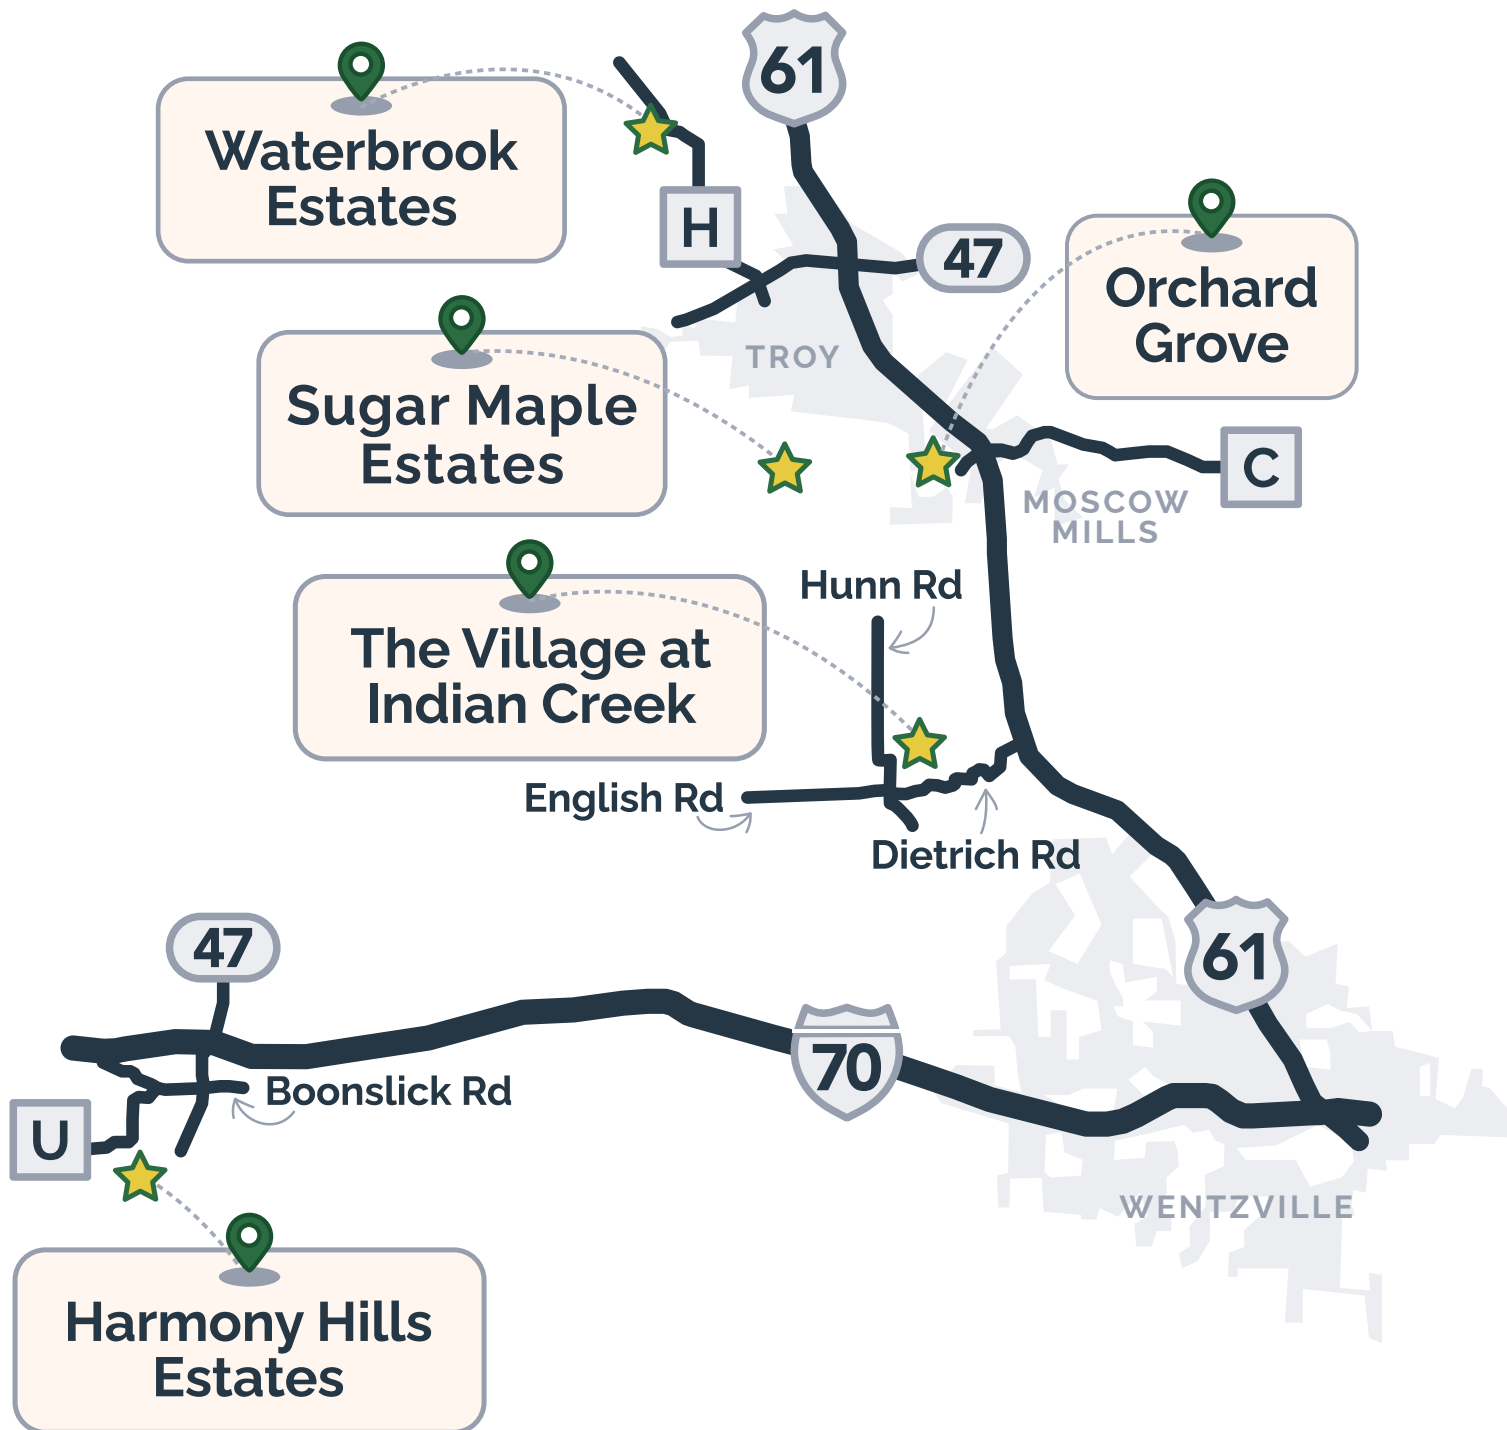 61
Waterbrook
Estates
H
47
Orchard
Grove
TROY
Sugar Maple
Estates
C
MOSCOW
MILLS
Hunn Rd
The Village at
Indian Creek
English Rd
Dietrich Rd
47
61
70
Boonslick Rd
U
WENTZVILLE
Harmony Hills
Estates